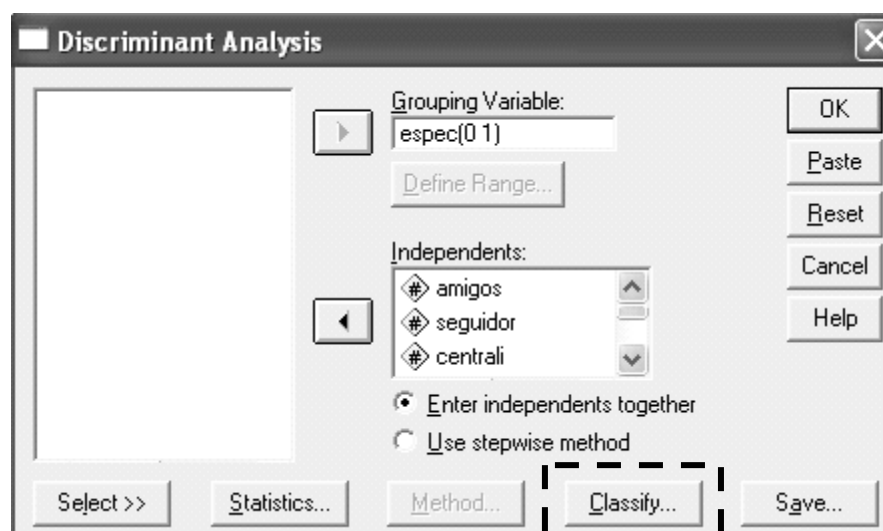 Discriminant Analysis
Grouping Variable:
espec(0 1)
Define Range...
Independents:
amigos
seguidor
centrali
Enter independents together
Use stepwise method
OK
Paste
Reset
Cancel
Help
Select >>
Statistics...
Method...
Classify...
Save...